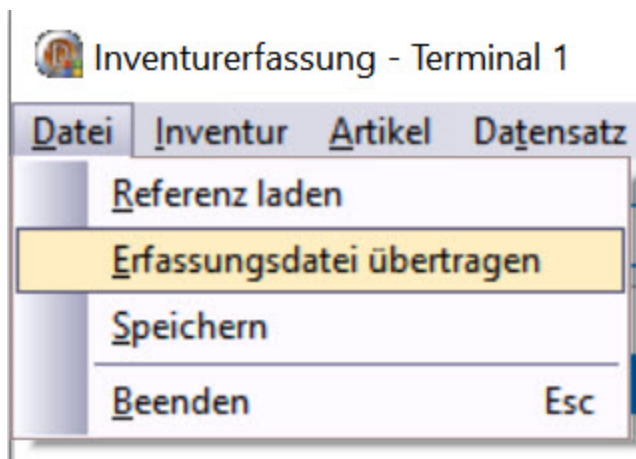 Inventurerfassung - Terminal 1
Datei Inventur Artikel Datensatz
Referenz laden
Erfassungsdatei übertragen
Speichern
Beenden Esc